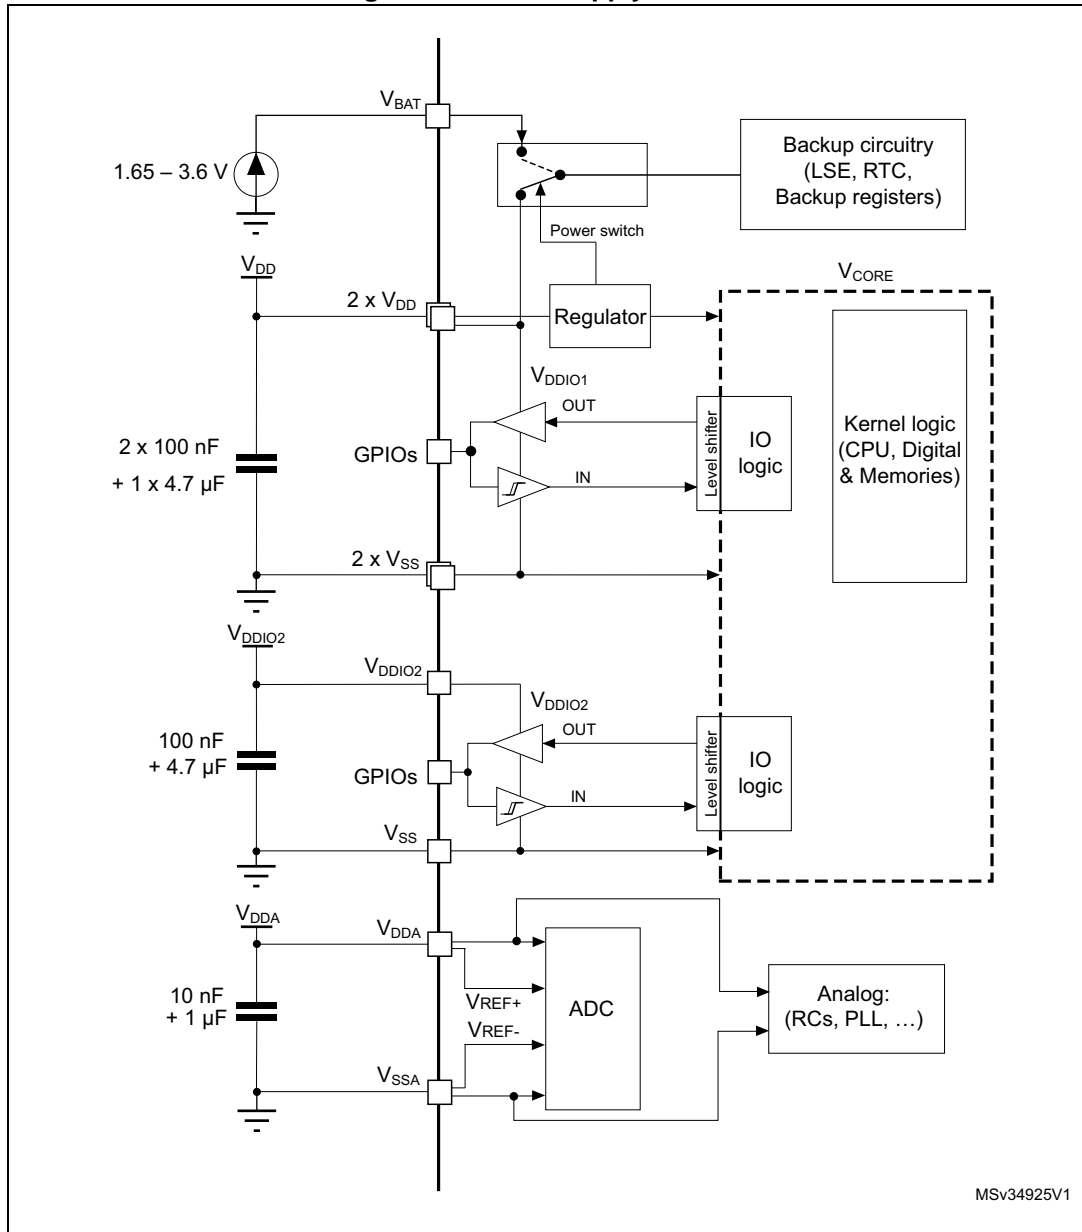 VBAT
1.65 – 3.6 V
Backup circuitry
(LSE, RTC,
Backup registers)
Power switch
VDD
VCORE
2 x VDD
Regulator
VDDIO1
OUT
Level shifter
IO
logic
Kernel logic
(CPU, Digital
& Memories)
2 x 100 nF
+ 1 x 4.7 µF
GPIOs
IN
2 x VSS
VDDIO2
VDDIO2
VDDIO2
OUT
Level shifter
IO
logic
100 nF
+ 4.7 µF
GPIOs
IN
VSS
VDDA
VDDA
10 nF
+ 1 µF
VREF+
VREF-
ADC
Analog:
(RCs, PLL, …)
VSSA
MSv34925V1